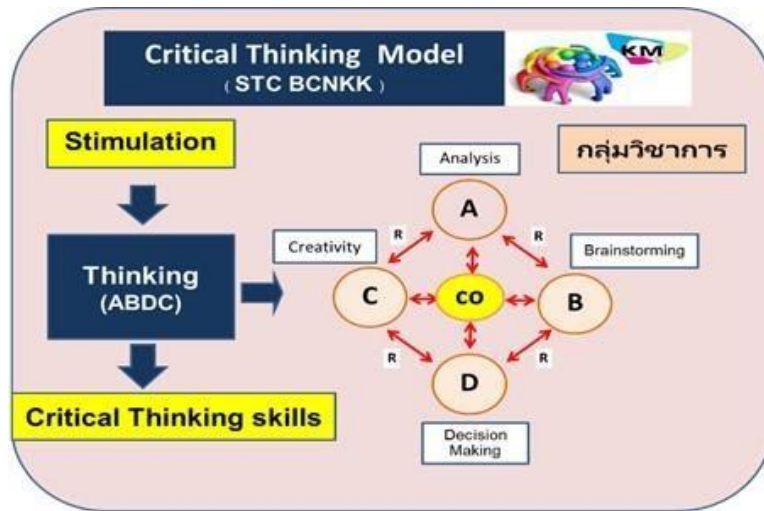 Critical Thinking Model
( STC BCNKK )
KM
Stimulation
กลุ่มวิชาการ
Analysis
A
R
R
Creativity
Brainstorming
Thinking
(ABDC)
C
CO
B
R
R
D
Critical Thinking skills
Decision
Making